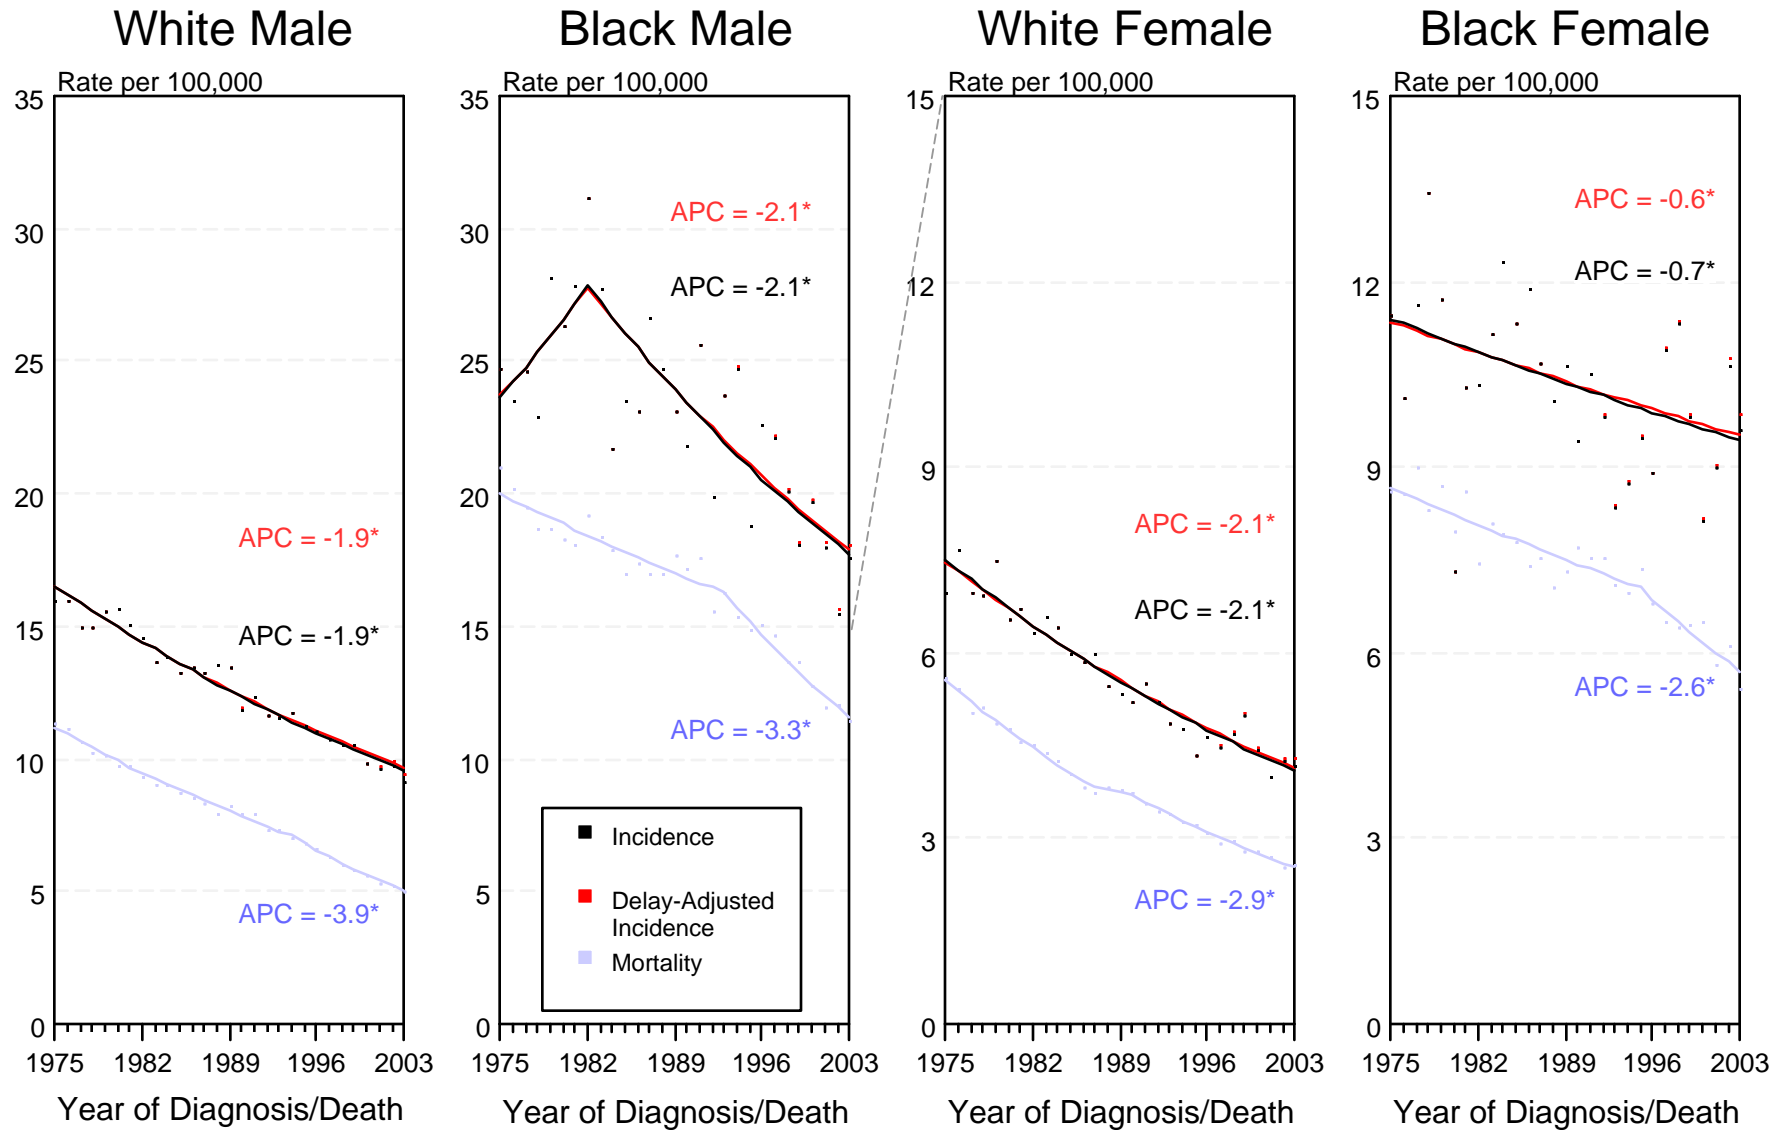 White Male
Rate per 100,000
35
30
25
20
15
10
5
0
APC = -1.9*
APC = -1.9*
APC = -3.9*
1975 1982 1989 1996 2003
Year of Diagnosis/Death
Black Male
Rate per 100,000
35
30
25
20
15
10
5
0
APC = -2.1*
APC = -2.1*
APC = -3.3*
Incidence
Delay-Adjusted
Incidence
Mortality
1975 1982 1989 1996 2003
Year of Diagnosis/Death
White Female
Rate per 100,000
15
12
9
6
3
0
APC = -2.1*
APC = -2.1*
APC = -2.9*
1975 1982 1989 1996 2003
Year of Diagnosis/Death
Black Female
Rate per 100,000
15
12
9
6
3
0
APC = -0.6*
APC = -0.7*
APC = -2.6*
1975 1982 1989 1996 2003
Year of Diagnosis/Death